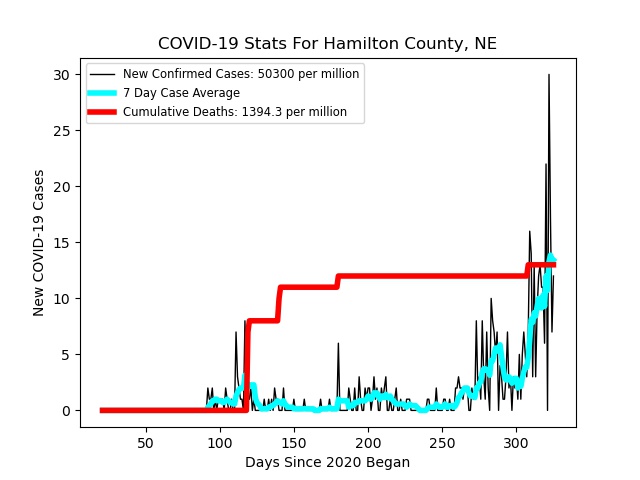 COVID-19 Stats For Hamilton County, NE
New Confirmed Cases: 50300 per million
7 Day Case Average
Cumulative Deaths: 1394.3 per million
30
25
20
15
10
5
0
New COVID-19 Cases
50 100 150 200 250 300
Days Since 2020 Began